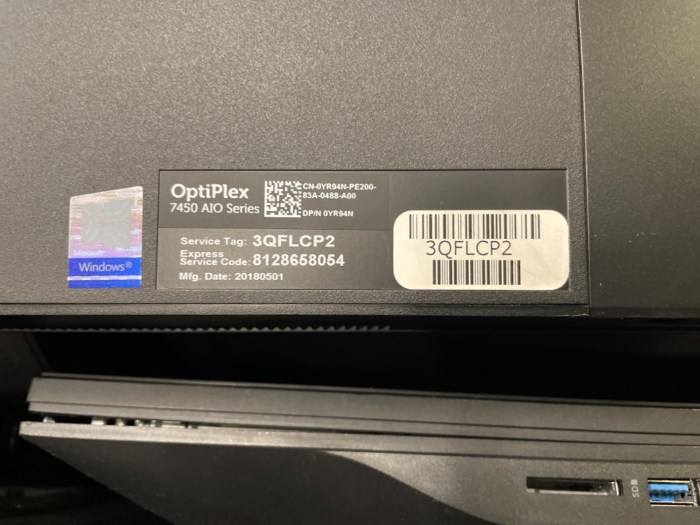 OptiPlex
7450 AIO Series
CN-0YR94N-PE200-
83A-0488-A00
DP/N 0YR94N
Service Tag: 3QFLCP2
Express
Service Code: 8128658054
Mfg. Date: 20180501
3QFLCP2
Microsoft
Windows®
SD